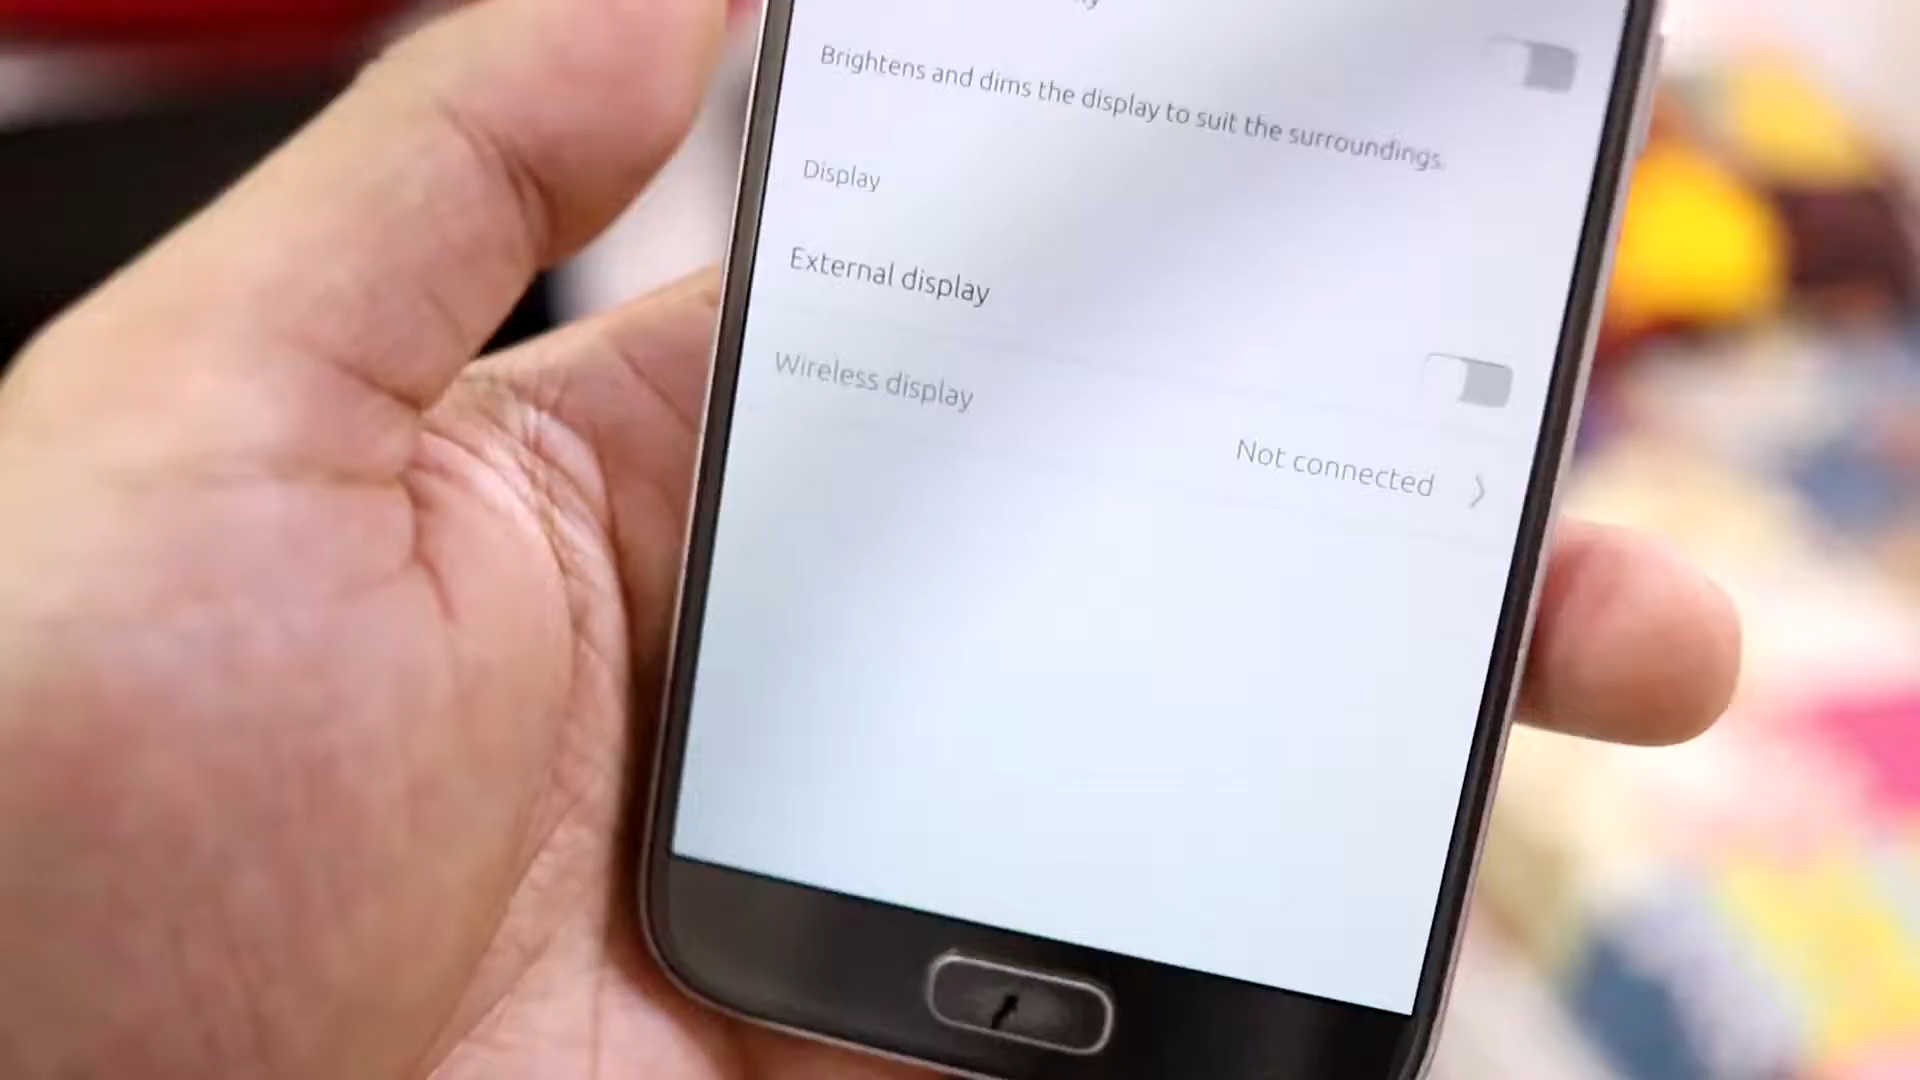 Brightens and dims the display to suit the surroundings.
Display
External display
Wireless display
Not connected